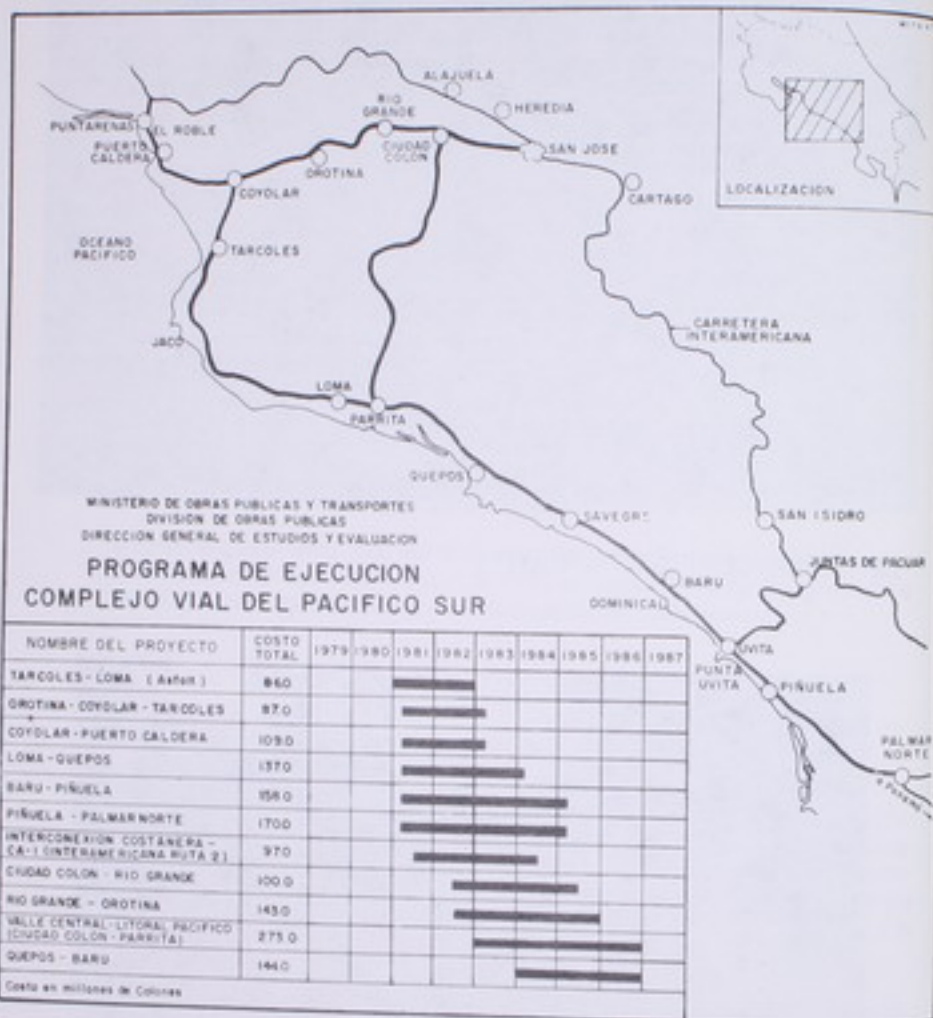 ALAJUELA
HEREDIA
RIO
GRANDE
PUNTARENAS
EL ROBLE
PUERTO
CALDERA
CIUDAD
COLON
SAN JOSE
OROTINA
COYOLAR
CARTAGO
LOCALIZACION
OCEANO
PACIFICO
TARCOLES
CARRETERA
INTERAMERICANA
JACO
LOMA
PARRITA
QUEPOS
MINISTERIO DE OBRAS PUBLICAS Y TRANSPORTES
DIVISION DE OBRAS PUBLICAS
DIRECCION GENERAL DE ESTUDIOS Y EVALUACION
SAVEGRE
SAN ISIDRO
PROGRAMA DE EJECUCION
COMPLEJO VIAL DEL PACIFICO SUR
BARU
JUNTAS DE PACUAR
DOMINICAL
UVITA
PUNTA
UVITA
PIÑUELA
PALMAR
NORTE
a Panamá
NOMBRE DEL PROYECTO COSTO TOTAL 1979 1980 1981 1982 1983 1984 1985 1986 1987
TARCOLES-LOMA (Asfalt.) 86.0
OROTINA-COYOLAR-TARCOLES 87.0
COYOLAR-PUERTO CALDERA 109.0
LOMA-QUEPOS 137.0
BARU-PIÑUELA
PIÑUELA-PALMAR NORTE 170.0
INTERCONEXION COSTANERA-
CA-1 (INTERAMERICANA RUTA 2) 97.0
CIUDAD COLON-RIO GRANDE 100.0
RIO GRANDE-OROTINA
VALLE CENTRAL-LITORAL PACIFICO
(CIUDAD COLON-PARRITA) 275.0
QUEPOS-BARU 144.0
Costo en millones de Colones